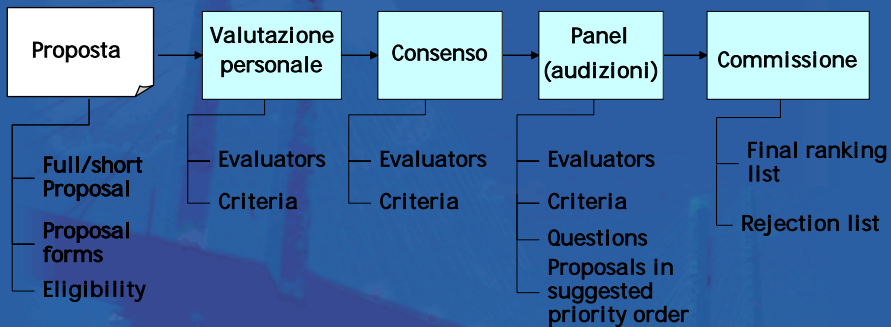 Proposta
Valutazione
personale
Consenso
Panel
(audizioni)
Commissione
Full/short
Proposal
Proposal
forms
Eligibility
Evaluators
Criteria
Evaluators
Criteria
Evaluators
Criteria
Questions
Proposals in
suggested
priority order
Final ranking
list
Rejection list